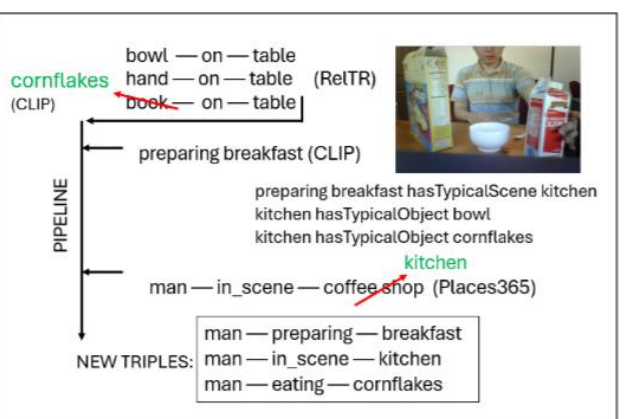 bowl — on — table
cornflakes hand — on — table (RelTR)
(CLIP) book — on — table
preparing breakfast (CLIP)
PIPELINE
preparing breakfast hasTypicalScene kitchen
kitchen hasTypicalObject bowl
kitchen hasTypicalObject cornflakes
kitchen
man — in_scene — coffee shop (Places365)
man — preparing — breakfast
NEW TRIPLES: man — in_scene — kitchen
man — eating — cornflakes